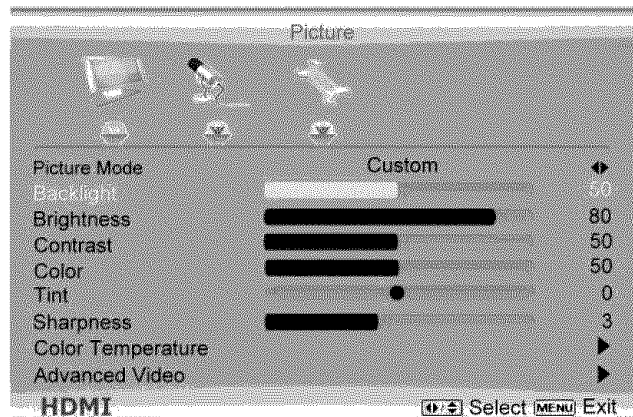 Picture
Picture Mode Custom
Backlight 50
Brightness 80
Contrast 50
Color 50
Tint 0
Sharpness 3
Color Temperature
Advanced Video
HDMI Select MENU Exit